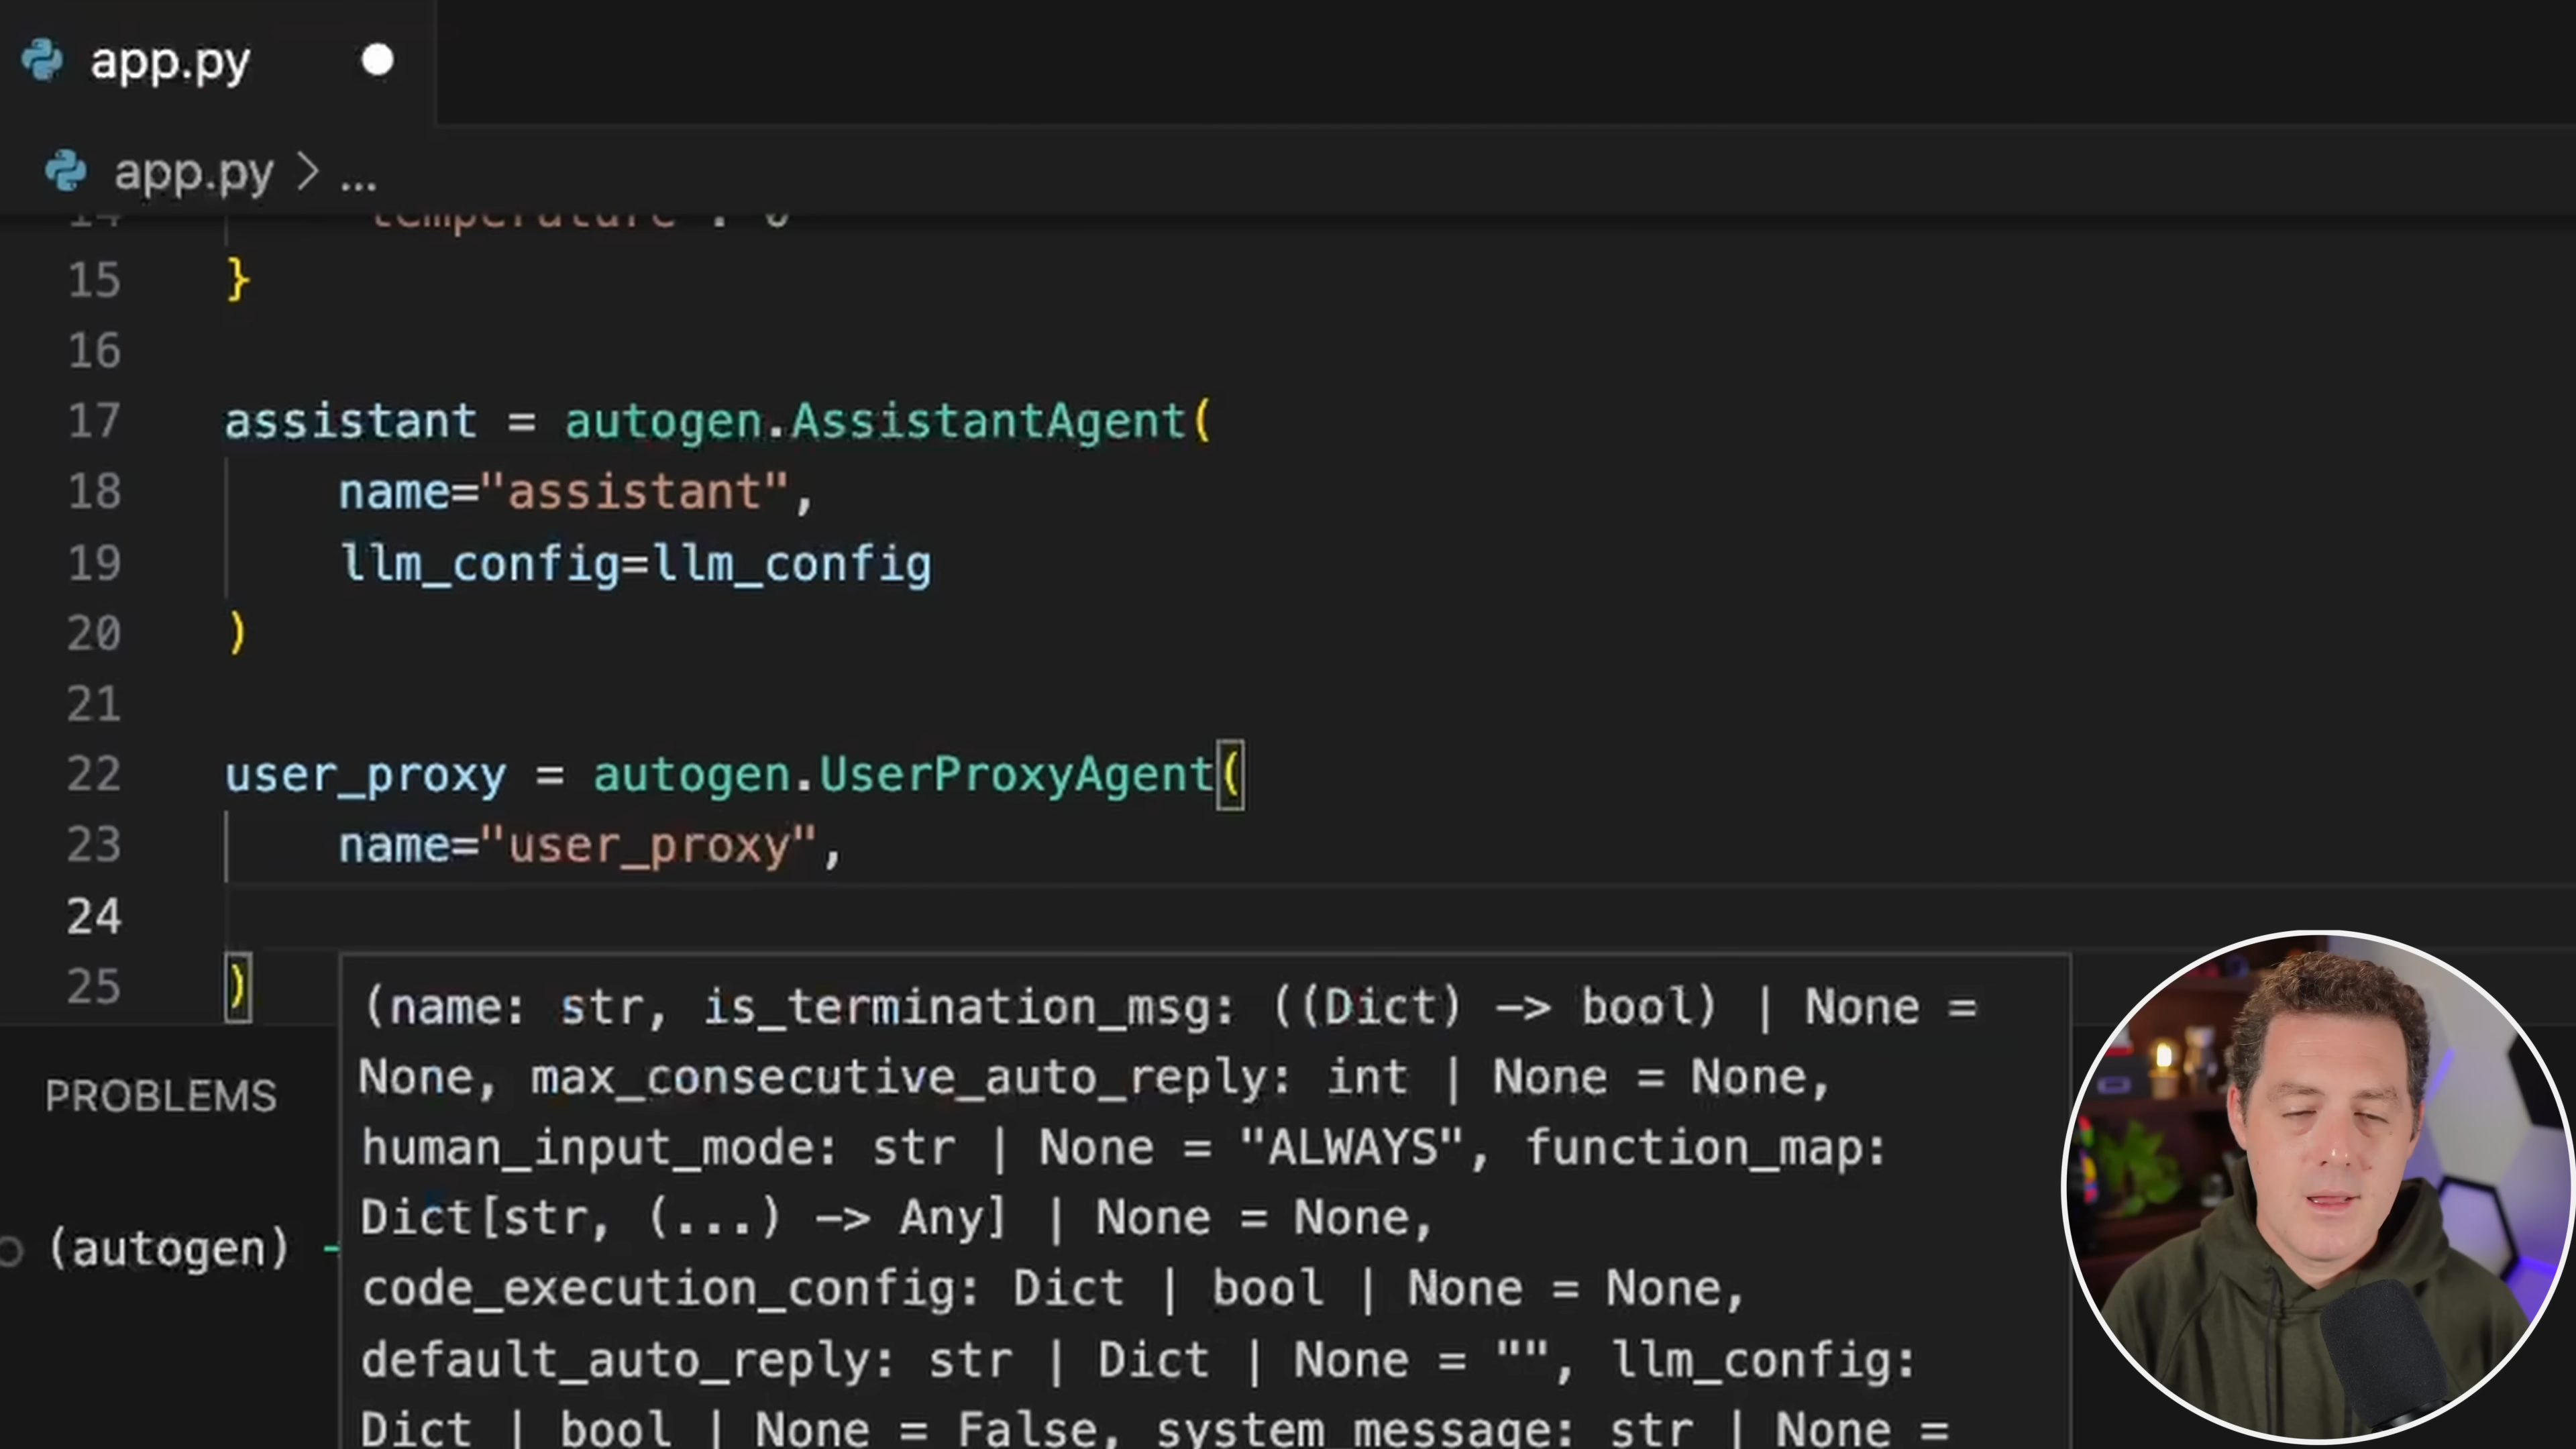 app.py
app.py > ...
14 "temperature": 0
15 }
16
17 assistant = autogen.AssistantAgent(
18 name="assistant",
19 llm_config=llm_config
20 )
21
22 user_proxy = autogen.UserProxyAgent(
23 name="user_proxy",
24
25 )
(name: str, is_termination_msg: ((Dict) -> bool) | None =
None, max_consecutive_auto_reply: int | None = None,
human_input_mode: str | None = "ALWAYS", function_map:
Dict[str, (...) -> Any] | None = None,
code_execution_config: Dict | bool | None = None,
default_auto_reply: str | Dict | None = "", llm_config:
Dict | bool | None = False, system_message: str | None =
PROBLEMS
(autogen) -